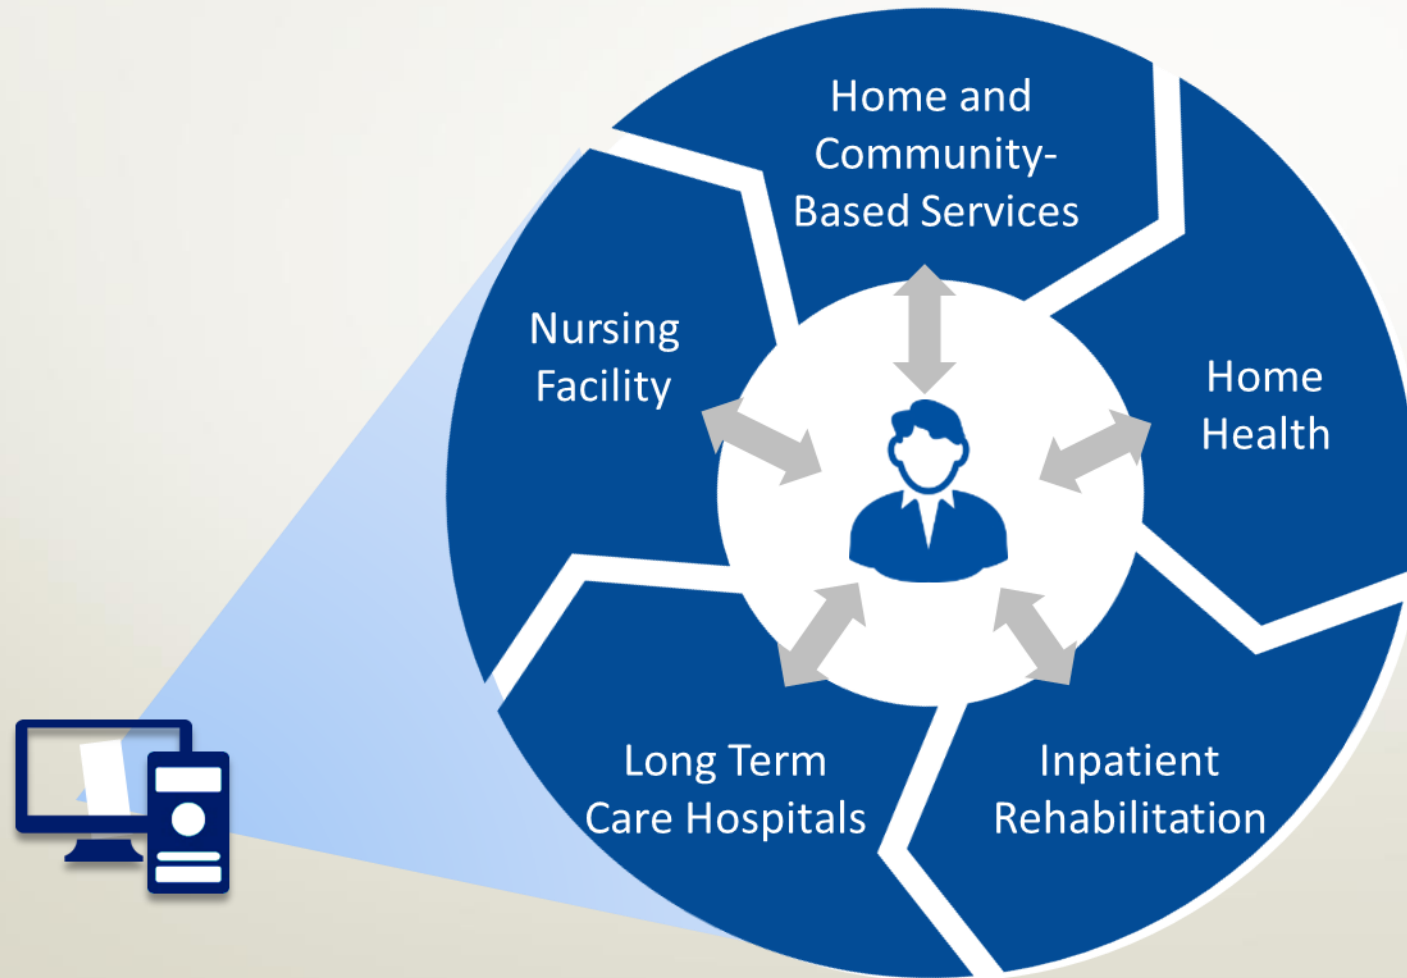 Home and
Community-
Based Services
Nursing
Facility
Home
Health
Long Term
Care Hospitals
Inpatient
Rehabilitation